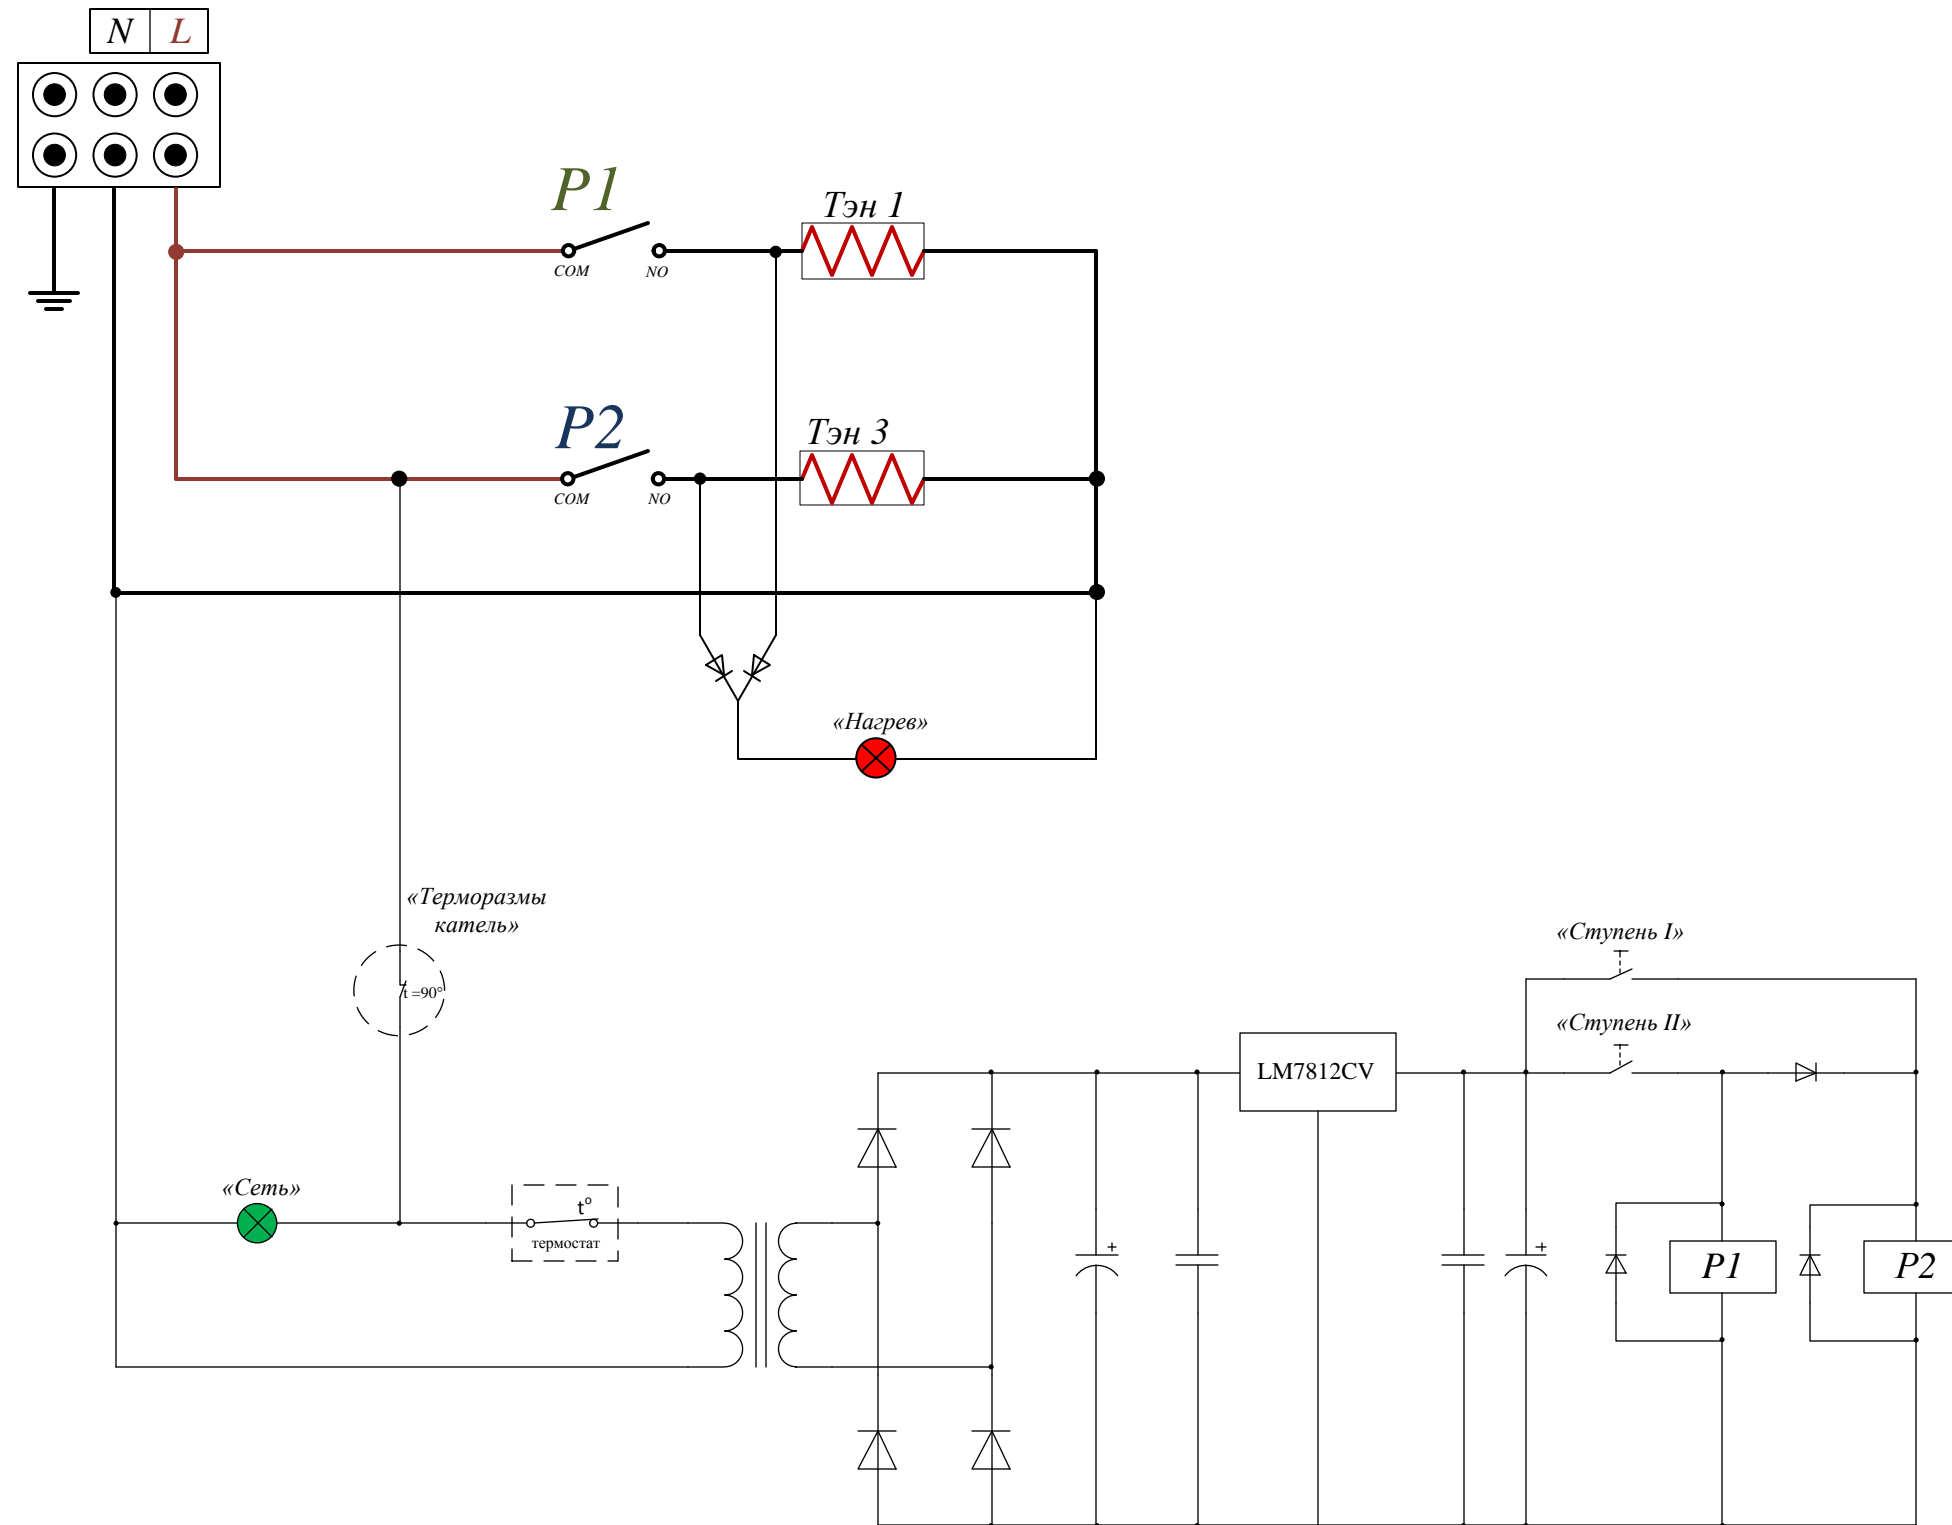 N L
P1
Тэн 1
COM NO
P2
Тэн 3
COM NO
«Нагрев»
«Терморазмы
катель»
t =90°
«Ступень I»
«Ступень II»
LM7812CV
«Сеть»
t°
термостат
+
+
P1
P2